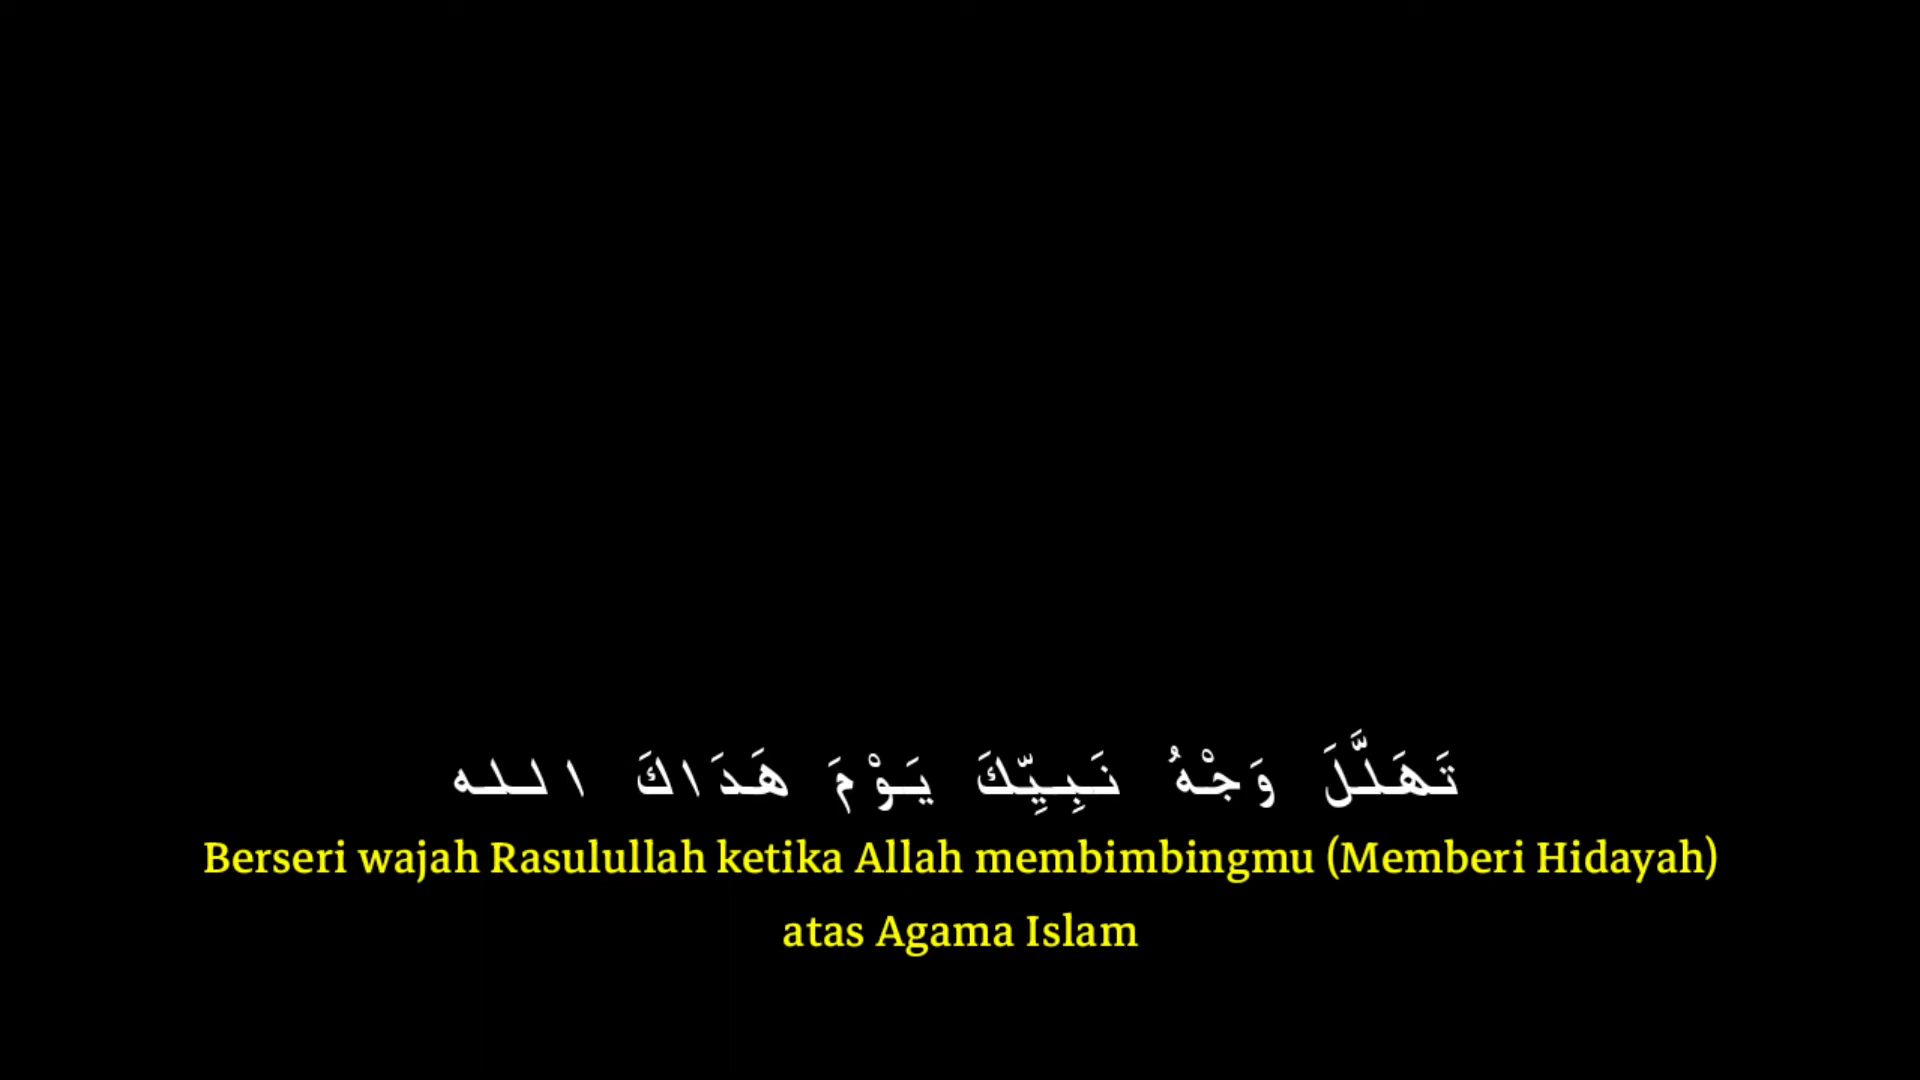 تَهَلَّلَ وَجْهُ نَبِيِّكَ يَوْمَ هَدَاكَ الله
Berseri wajah Rasulullah ketika Allah membimbingmu (Memberi Hidayah)
atas Agama Islam